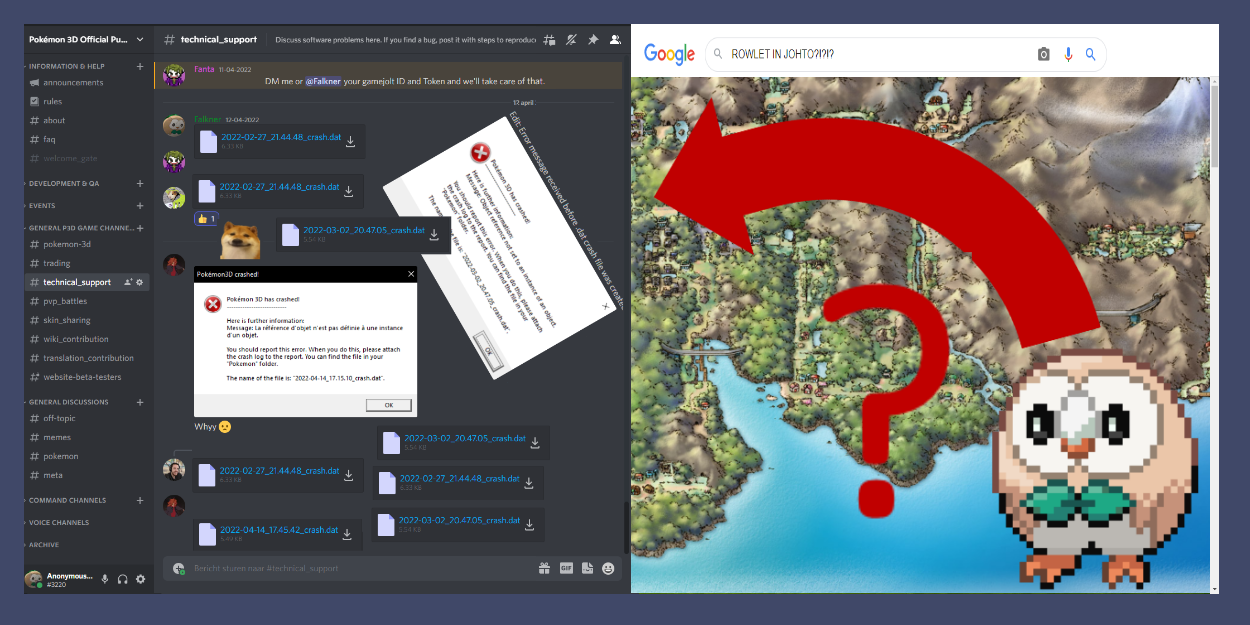 Pokémon 3D Official Pu...
INFORMATION & HELP
announcements
rules
about
faq
welcome_gate
DEVELOPMENT & QA
EVENTS
GENERAL P3D GAME CHANNE...
pokemon-3d
trading
technical_support
pvp_battles
skin_sharing
wiki_contribution
translation_contribution
website-beta-testers
GENERAL DISCUSSIONS
off-topic
memes
pokemon
meta
COMMAND CHANNELS
VOICE CHANNELS
ARCHIVE
Anonymous...
#3220
technical_support
Discuss software problems here. If you find a bug, post it with steps to reproduc
Fanta 11-04-2022
DM me or @Falkner your gamejolt ID and Token and we'll take care of that.
17. april
Falkner 12-04-2022
2022-02-27_21.44.48_crash.dat
6.33 KB
2022-02-27_21.44.48_crash.dat
6.33 KB
1
2022-03-02_20.47.05_crash.dat
5.54 KB
Edit: Error message received before .dat crash file was create
Pokémon 3D has crashed!
Here is further information:
Message: Object reference not set to an instance of an object.
You should report this error. When you do this, please attach
the crash log to the report. You can find the file in your
"Pokemon" folder.
The name file is: "2022-03-02_20.47.05_crash.dat".
Ok
Pokémon3D crashed!
Pokémon 3D has crashed!
Here is further information:
Message: La référence d'objet n'est pas définie à une instance
d'un objet.
You should report this error. When you do this, please attach
the crash log to the report. You can find the file in your
"Pokemon" folder.
The name of the file is: "2022-04-14_17.15.10_crash.dat".
OK
Whyy
2022-03-02_20.47.05_crash.dat
5.54 KB
2022-02-27_21.44.48_crash.dat
6.33 KB
2022-02-27_21.44.48_crash.dat
6.33 KB
2022-03-02_20.47.05_crash.dat
5.54 KB
2022-04-14_17.45.42_crash.dat
5.49 KB
Bericht sturen naar #technical_support
GIF
Google
ROWLET IN JOHTO?!?!?
?